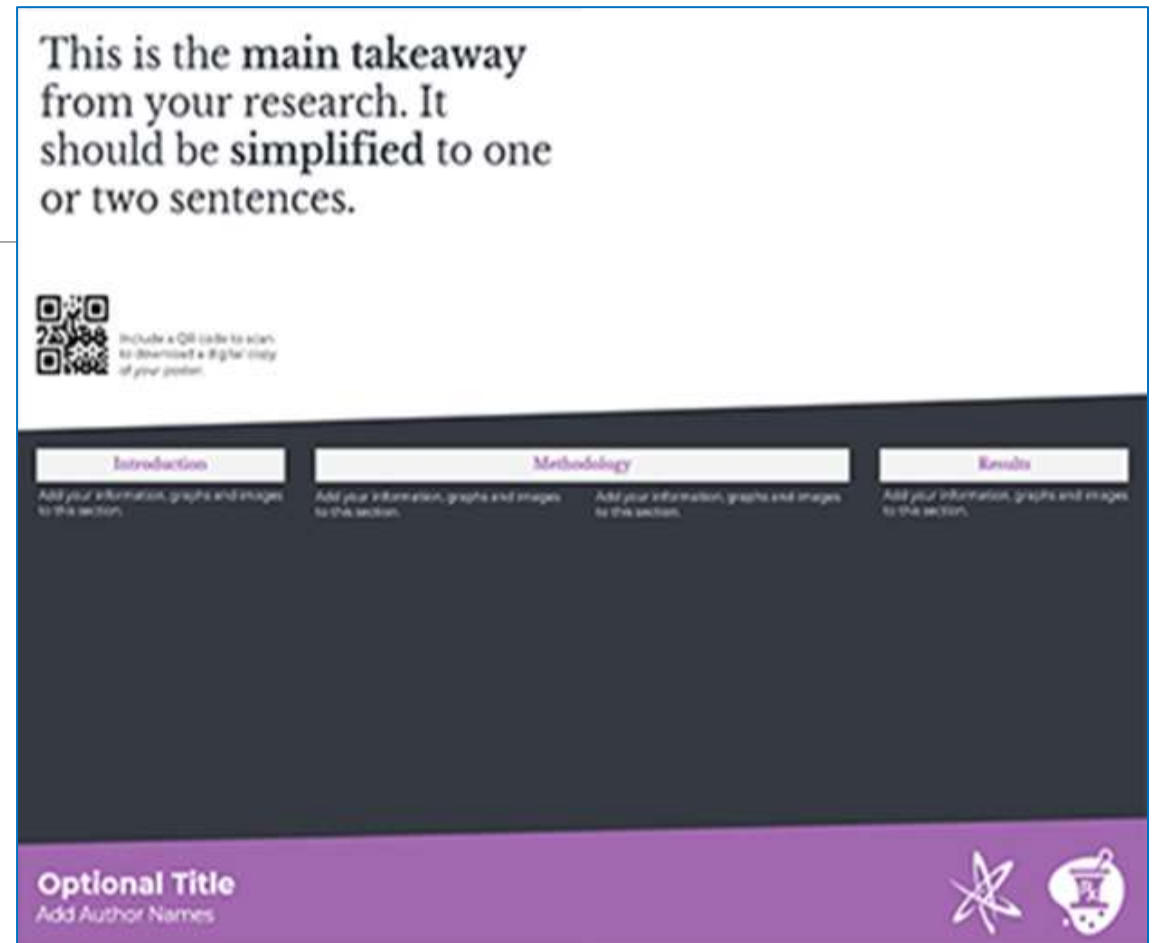 This is the main takeaway
from your research. It
should be simplified to one
or two sentences.
Include a QR code to scan
to download a digital copy
of your poster.
Introduction
Add your information, graphs and images
to this section.
Methodology
Add your information, graphs and images
to this section.
Add your information, graphs and images
to this section.
Results
Add your information, graphs and images
to this section.
Optional Title
Add Author Names
Rx